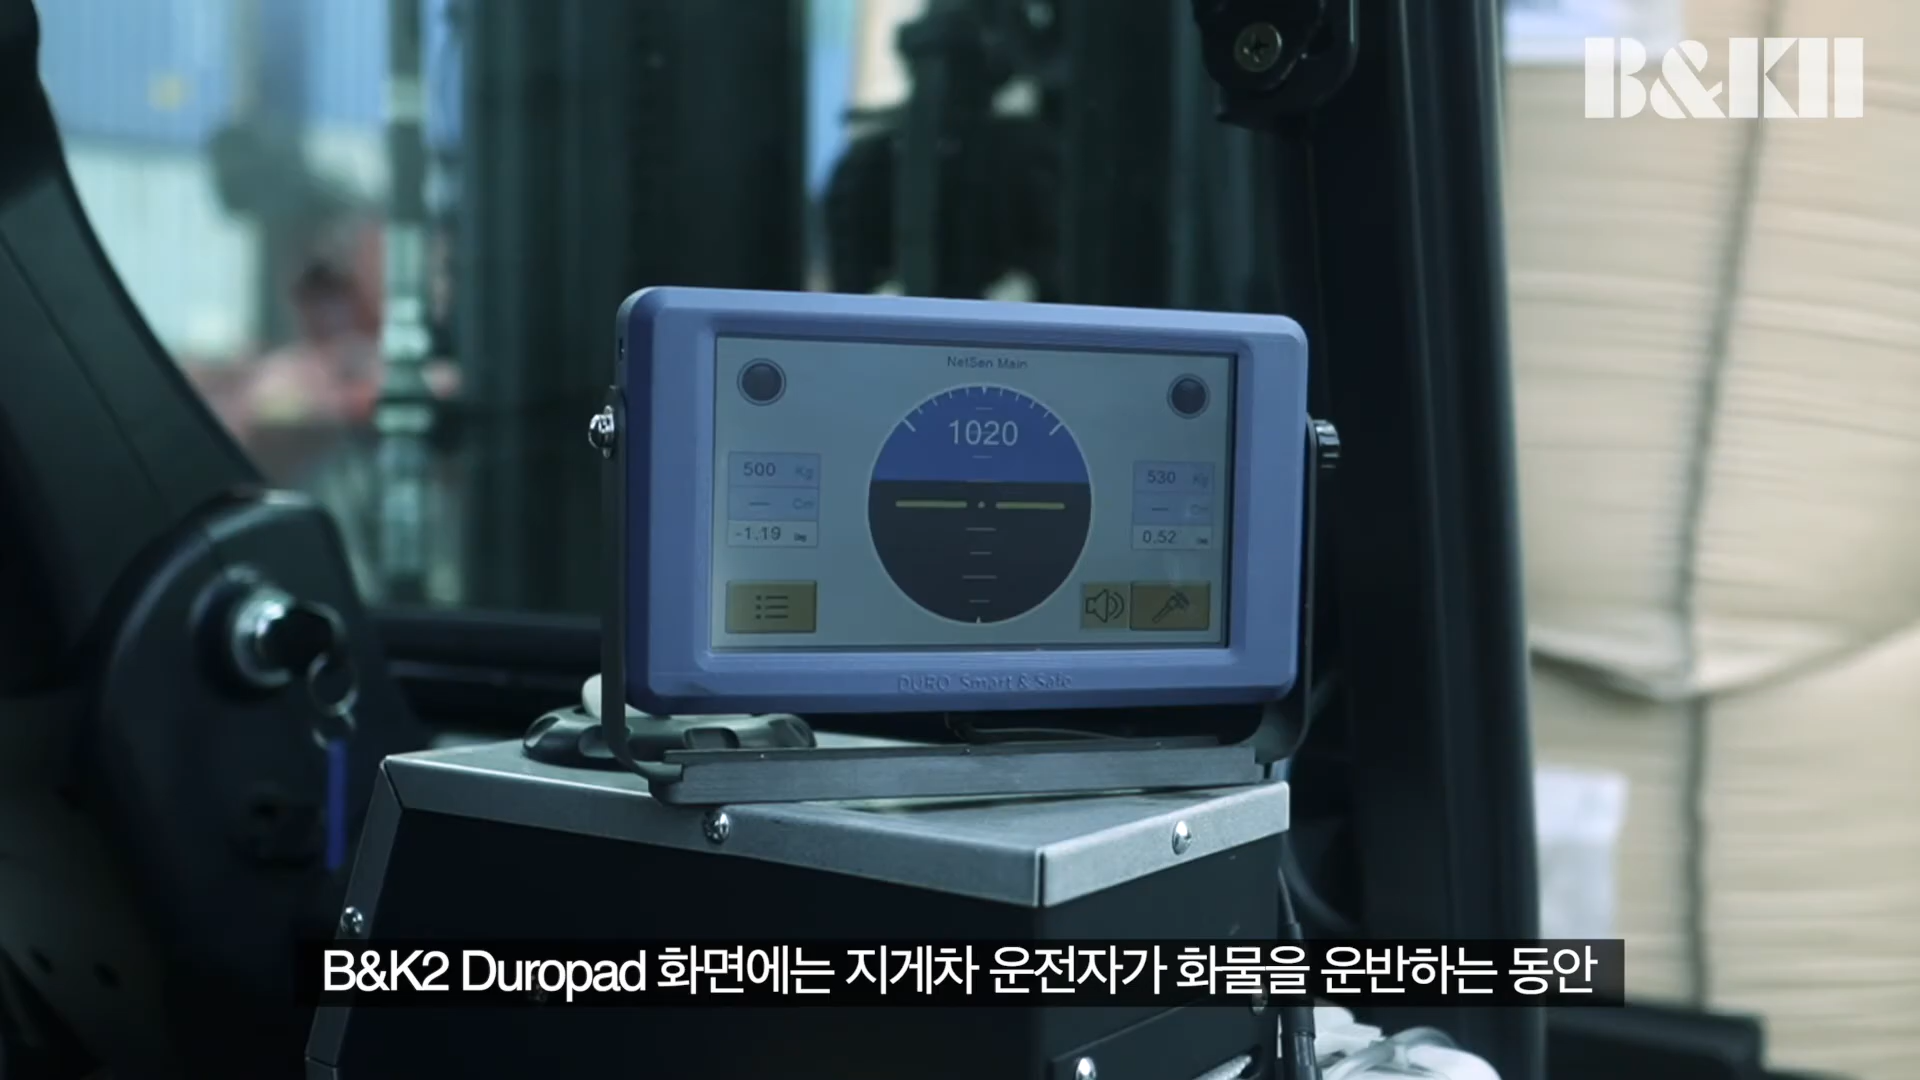 B&KII
NetSen Main
1020
500 Kg
530 Kg
Cm
-1.19
0.52
DURO Smart & Safe
B&K2 Duropad 화면에는 지게차 운전자가 화물을 운반하는 동안